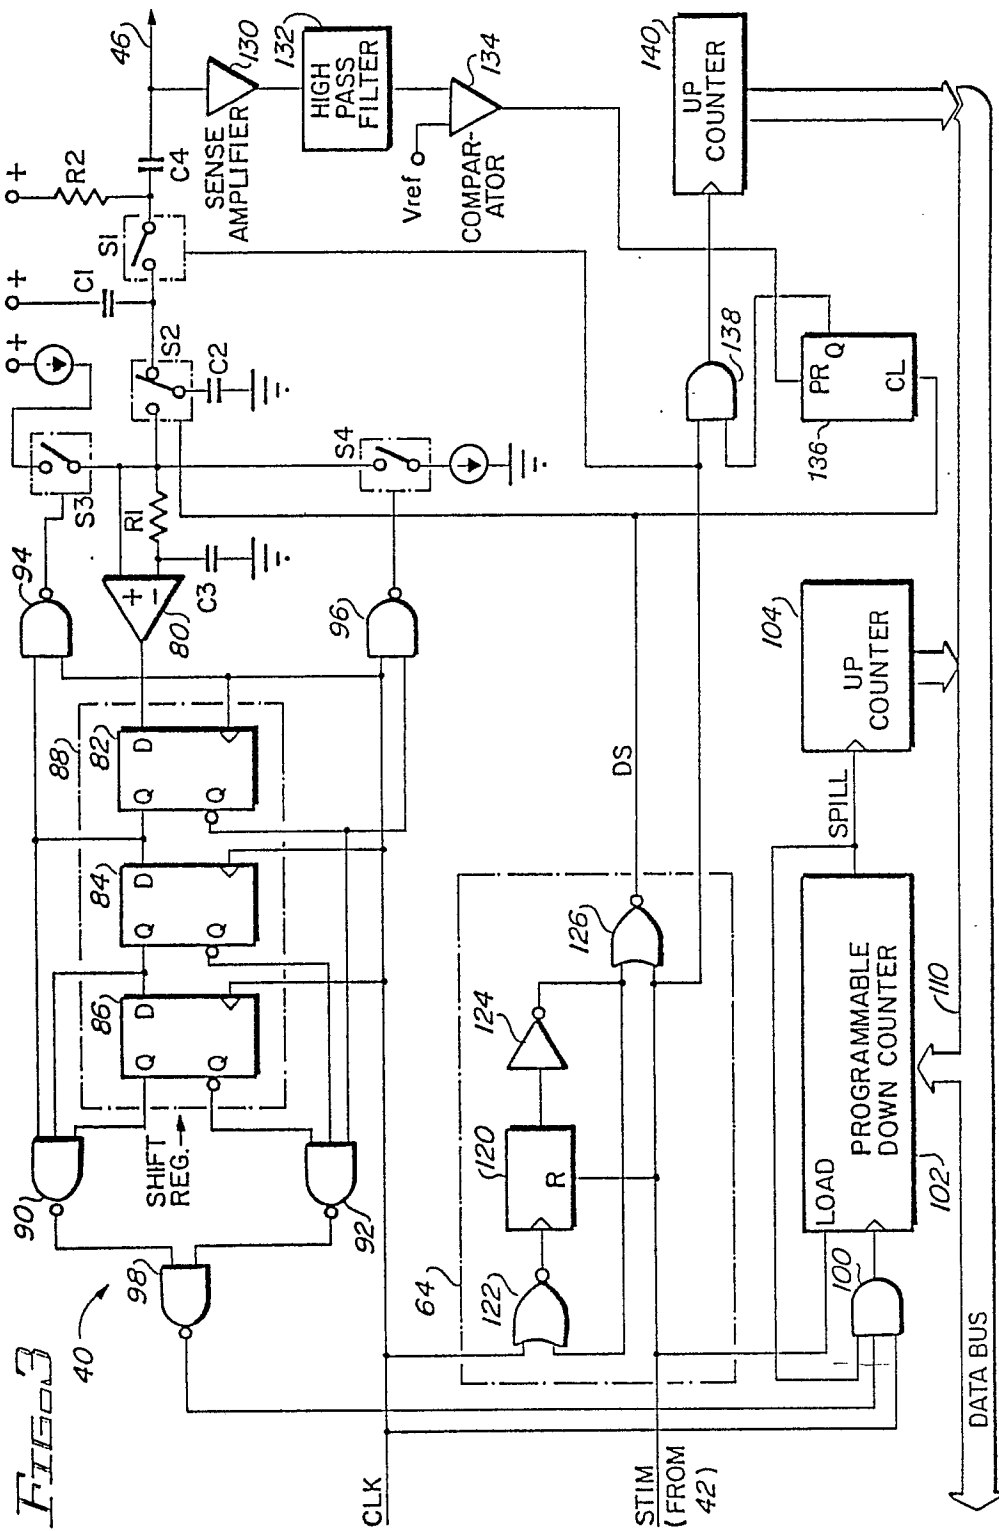 FIG. 3
40
CLK
STIM
(FROM
42)
DATA BUS
90
92
98
SHIFT
REG.
88
86
D
Q
Q
84
D
Q
Q
82
D
Q
Q
94
96
80
+
−
R1
C3
S3
S4
+
+
+
C1
S2
C2
S1
R2
C4
46
SENSE
AMPLIFIER
130
132
HIGH
PASS
FILTER
134
Vref
COMPAR-
ATOR
64
122
120
R
124
126
DS
138
136
PR
Q
CL
140
UP
COUNTER
100
LOAD
PROGRAMMABLE
DOWN COUNTER
102
SPILL
104
UP
COUNTER
110